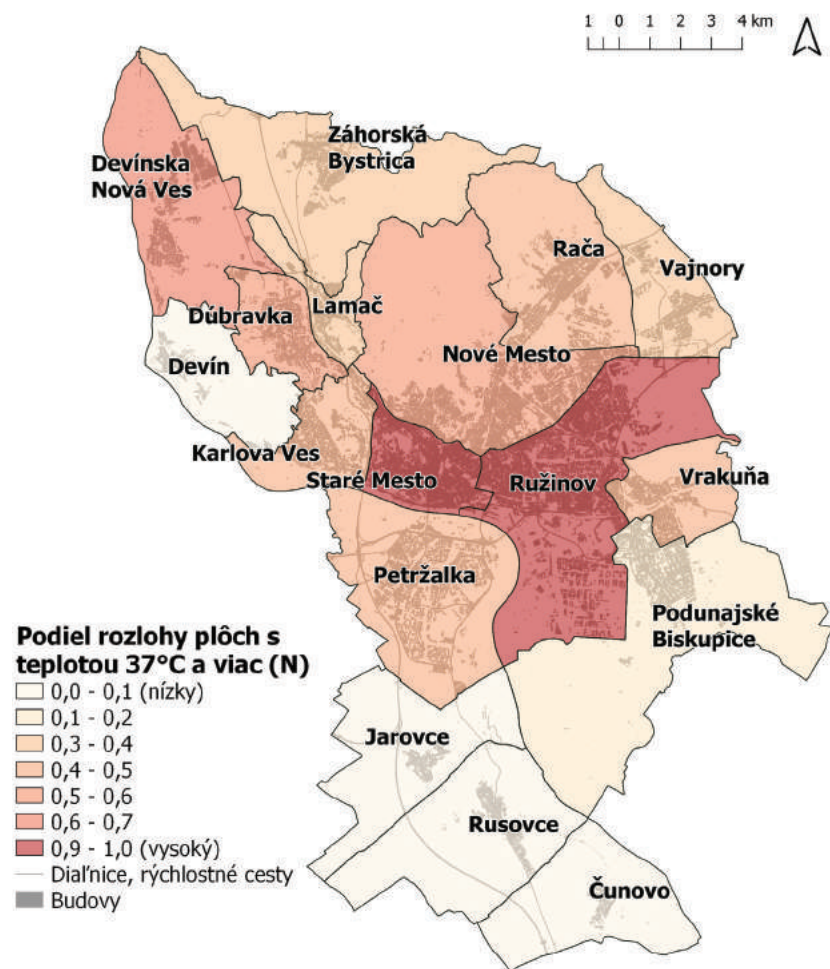 1 0 1 2 3 4 km
Záhorská
Bystrica
Devínska
Nová Ves
Rača
Vajnory
Lamač
Dúbravka
Nové Mesto
Devín
Karlova Ves
Staré Mesto
Ružinov
Vrakuňa
Petržalka
Podunajské
Biskupice
Podiel rozlohy plôch s
teplotou 37°C a viac (N)
0,0 - 0,1 (nízky)
0,1 - 0,2
0,3 - 0,4
0,4 - 0,5
0,5 - 0,6
0,6 - 0,7
0,9 - 1,0 (vysoký)
Diaľnice, rýchlostné cesty
Budovy
Jarovce
Rusovce
Čunovo